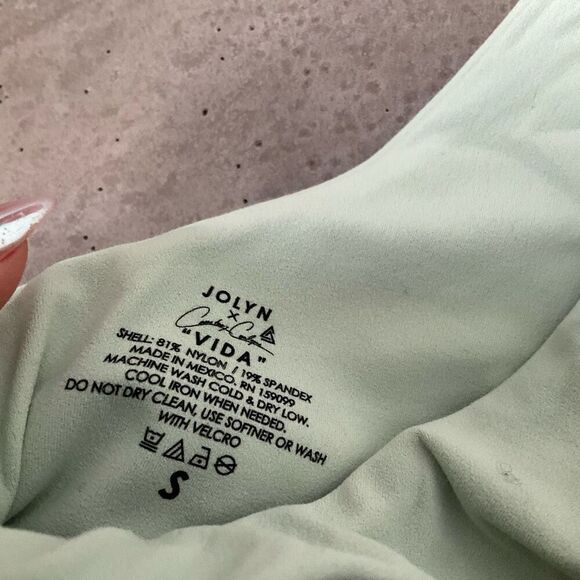 JOLYN
X
"VIDA"
SHELL: 81% NYLON / 19% SPANDEX
MADE IN MEXICO. RN 159099
MACHINE WASH COLD & DRY LOW.
COOL IRON WHEN NEEDED.
DO NOT DRY CLEAN, USE SOFTNER OR WASH
WITH VELCRO
S